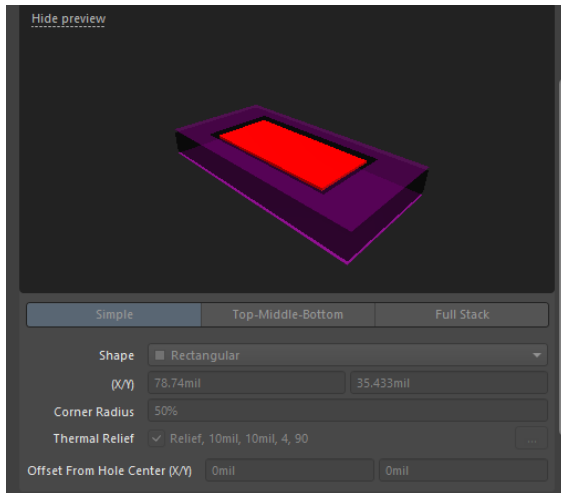 Hide preview
Simple Top-Middle-Bottom Full Stack
Shape Rectangular
(X/Y) 78.74mil 35.433mil
Corner Radius 50%
Thermal Relief Relief, 10mil, 10mil, 4, 90 ...
Offset From Hole Center (X/Y) 0mil 0mil